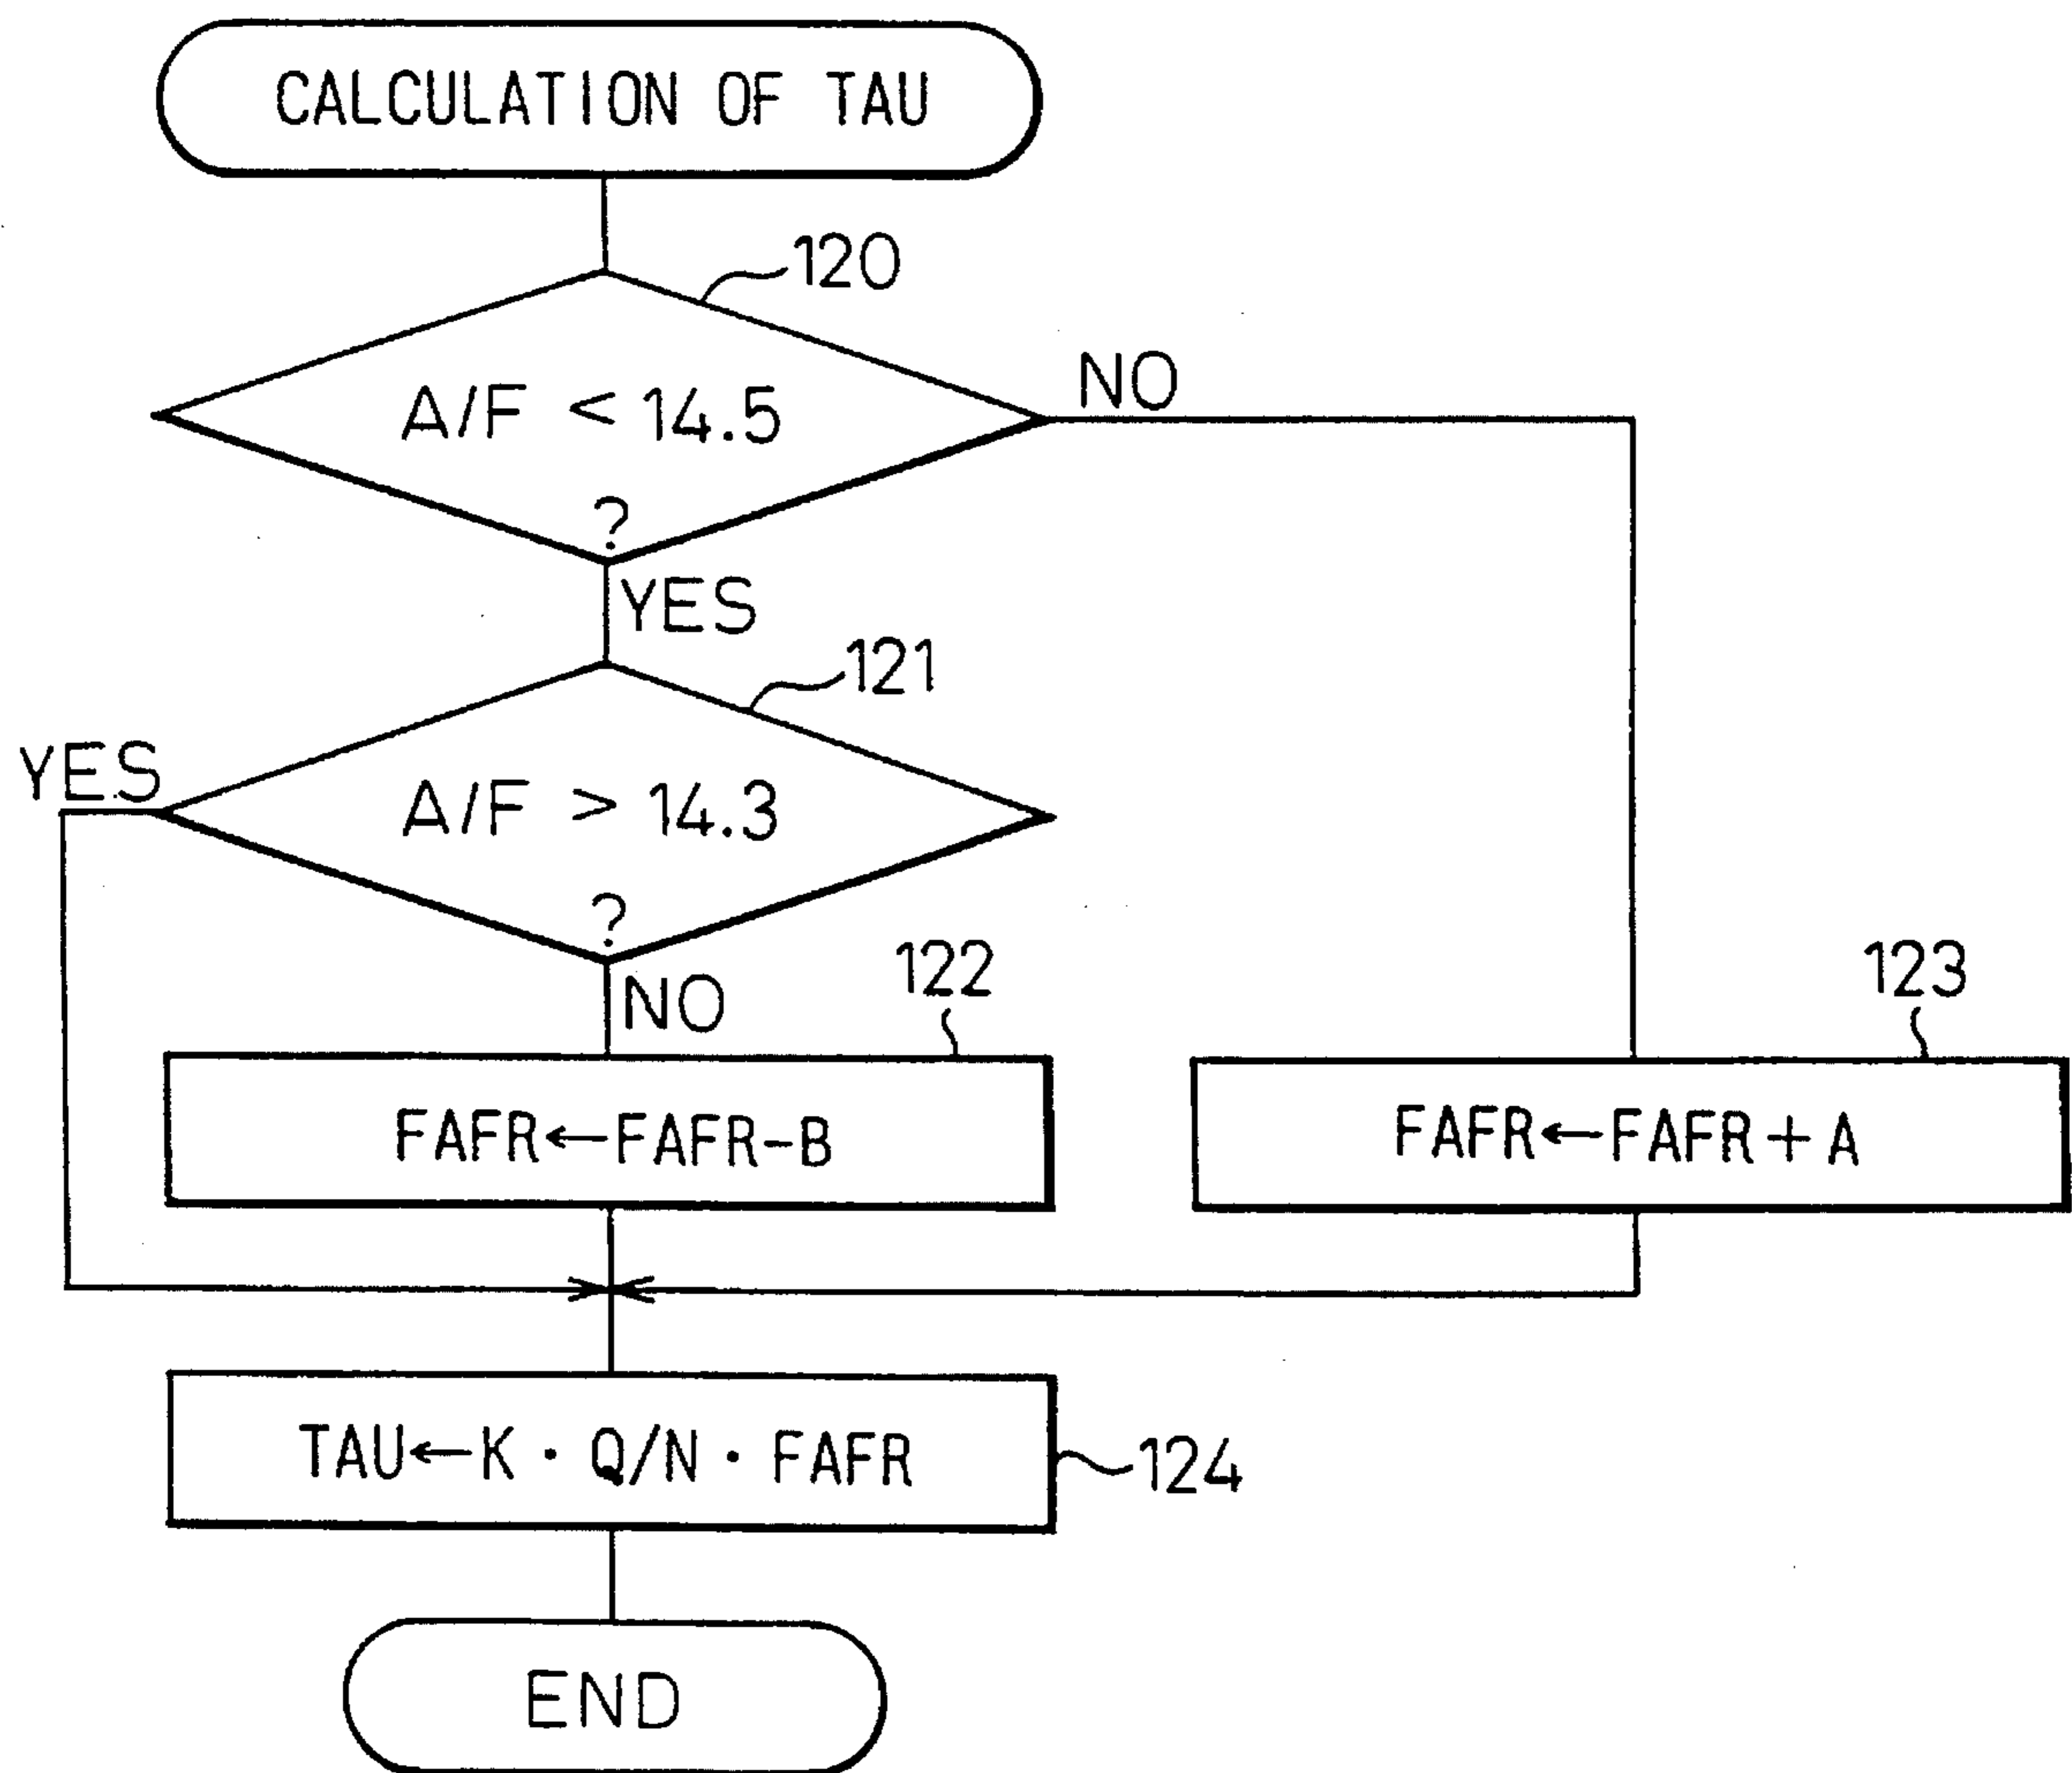 CALCULATION OF TAU
120
A/F < 14.5
?
NO
YES
121
YES
A/F > 14.3
?
NO
122
123
FAFR←FAFR-B
FAFR←FAFR+A
TAU←K · Q/N · FAFR
124
END